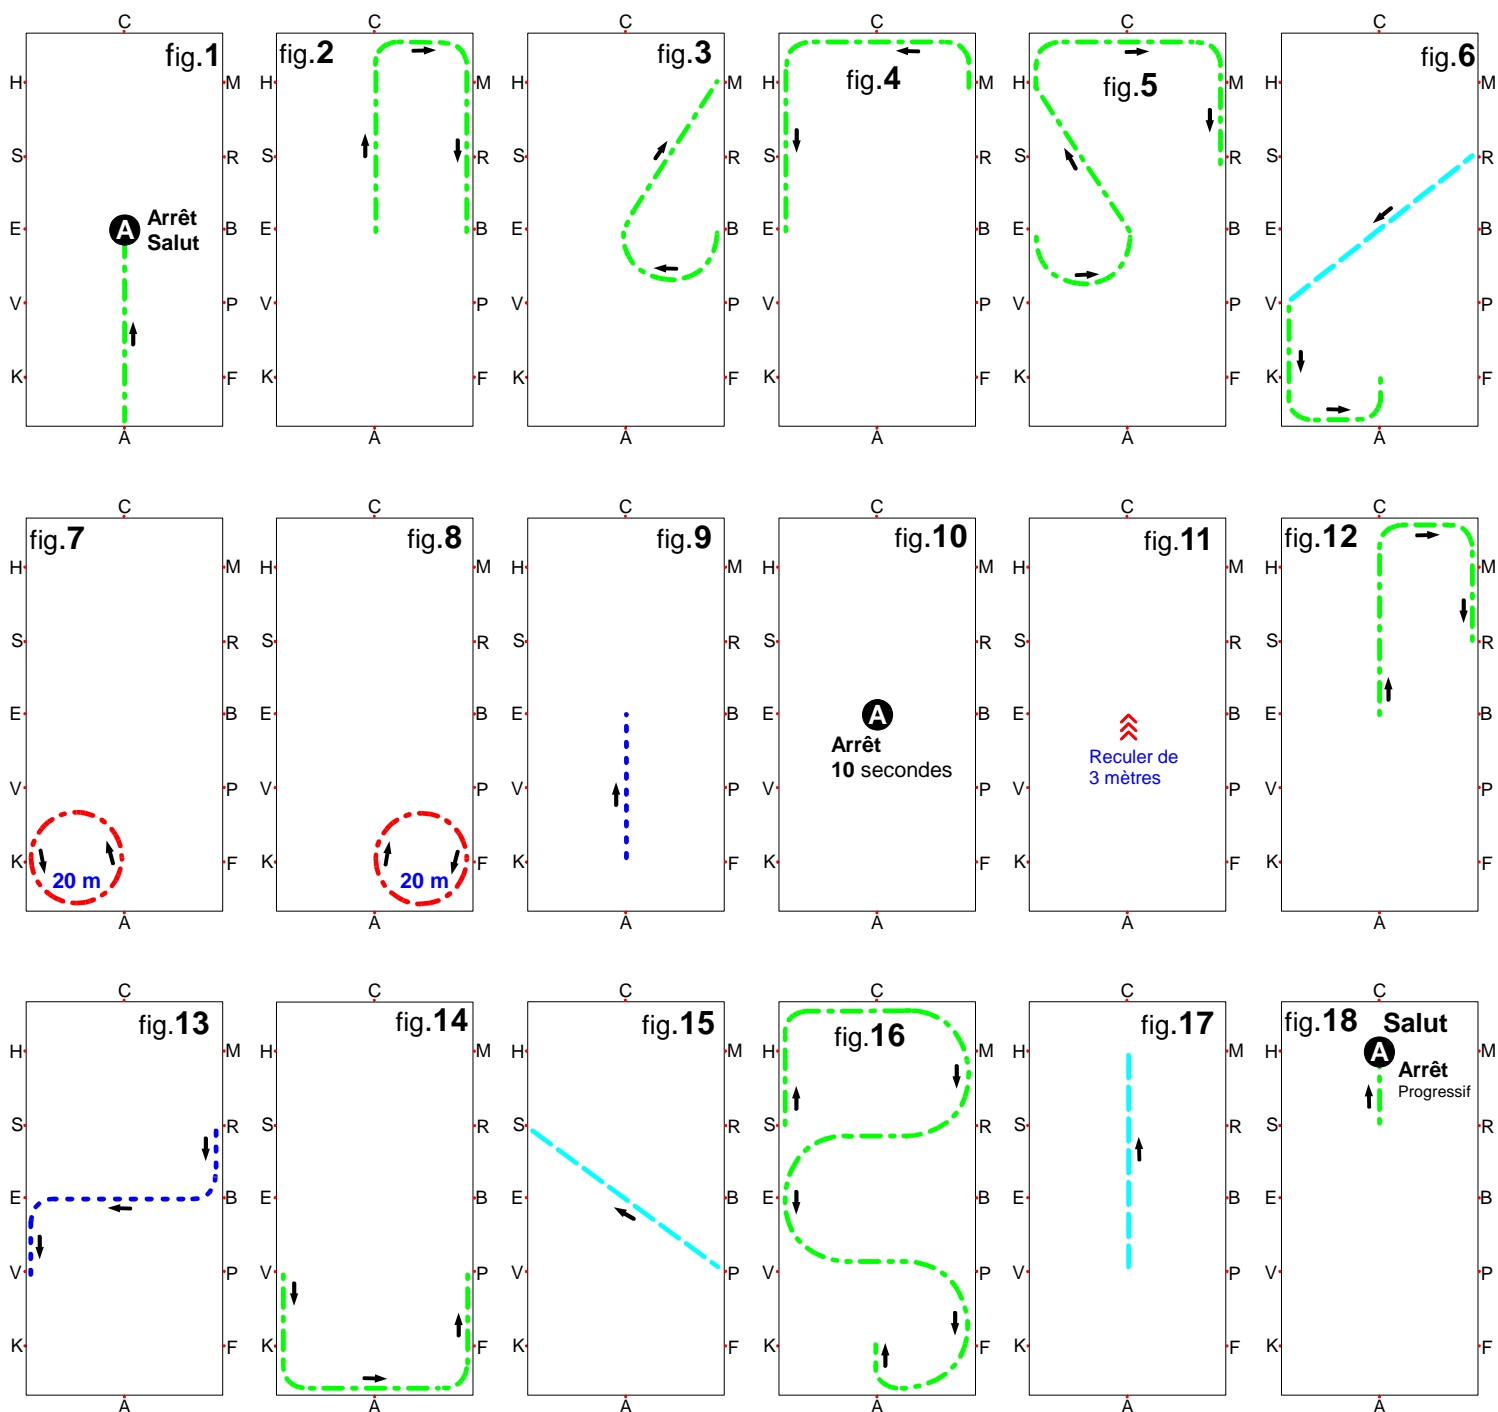 C C C C C C
fig.1 fig.2 fig.3 fig.4 fig.5 fig.6
H M H M H M H M H M H M
S R S R S R S R S R S R
A Arrêt
Salut
E B E B E B E B E B E B
V P V P V P V P V P V P
K F K F K F K F K F K F
A A A A A A
C C C C C C
fig.7 fig.8 fig.9 fig.10 fig.11 fig.12
H M H M H M H M H M H M
S R S R S R S R S R S R
E B E B E B E B E B E B
A
Arrêt
10 secondes
Reculer de
3 mètres
V P V P V P V P V P V P
K F K F K F K F K F K F
20 m 20 m
A A A A A A
C C C C C C
fig.13 fig.14 fig.15 fig.16 fig.17 fig.18 Salut
H M H M H M H M H M H A M
Arrêt
Progressif
S R S R S R S R S R S R
E B E B E B E B E B E B
V P V P V P V P V P V P
K F K F K F K F K F K F
A A A A A A